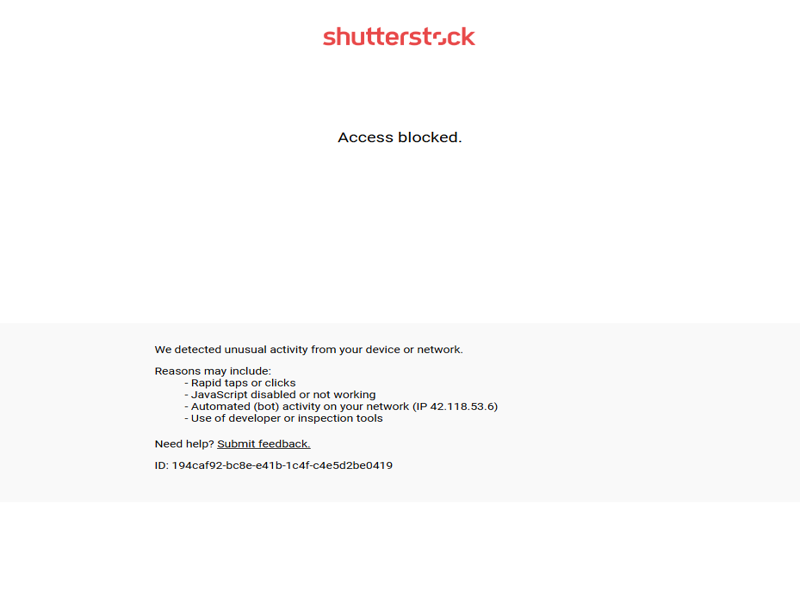 shutterstock
Access blocked.
We detected unusual activity from your device or network.
Reasons may include:
- Rapid taps or clicks
- JavaScript disabled or not working
- Automated (bot) activity on your network (IP 42.118.53.6)
- Use of developer or inspection tools
Need help? Submit feedback.
ID: 194caf92-bc8e-e41b-1c4f-c4e5d2be0419